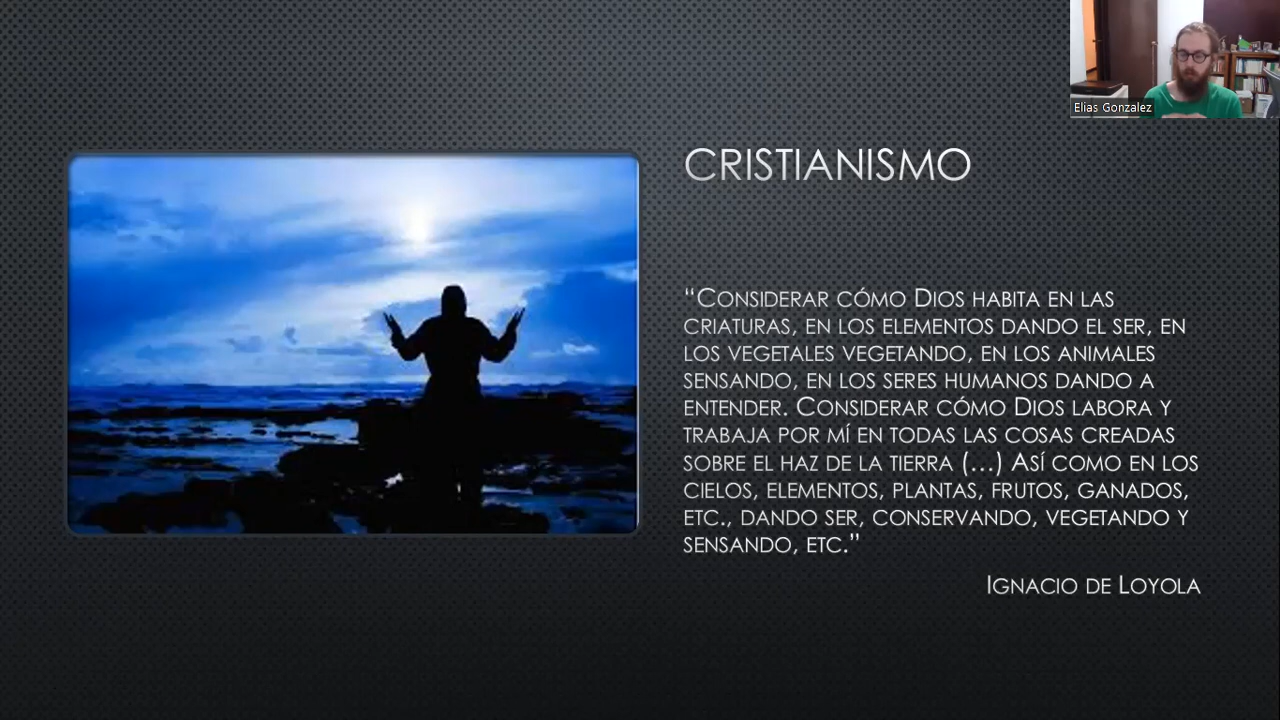 Elias Gonzalez
CRISTIANISMO
“CONSIDERAR CÓMO DIOS HABITA EN LAS
CRIATURAS, EN LOS ELEMENTOS DANDO EL SER, EN
LOS VEGETALES VEGETANDO, EN LOS ANIMALES
SENSANDO, EN LOS SERES HUMANOS DANDO A
ENTENDER. CONSIDERAR CÓMO DIOS LABORA Y
TRABAJA POR MÍ EN TODAS LAS COSAS CREADAS
SOBRE EL HAZ DE LA TIERRA (…) ASÍ COMO EN LOS
CIELOS, ELEMENTOS, PLANTAS, FRUTOS, GANADOS,
ETC., DANDO SER, CONSERVANDO, VEGETANDO Y
SENSANDO, ETC.”
IGNACIO DE LOYOLA